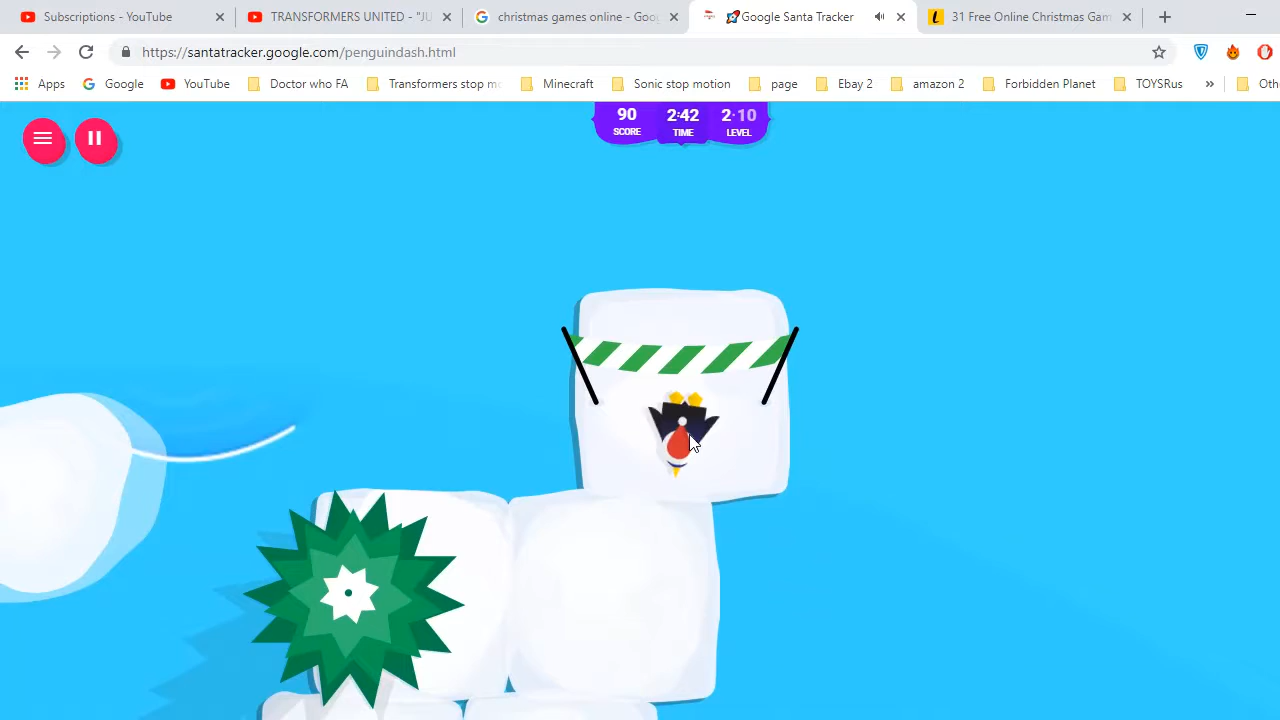 Subscriptions - YouTube
TRANSFORMERS UNITED - "JU
christmas games online - Goo
Google Santa Tracker
31 Free Online Christmas Gam
https://santatracker.google.com/penguindash.html
Apps Google YouTube Doctor who FA Transformers stop mo Minecraft Sonic stop motion page Ebay 2 amazon 2 Forbidden Planet TOYSRus » Oth
90 2:42 2·10
SCORE TIME LEVEL